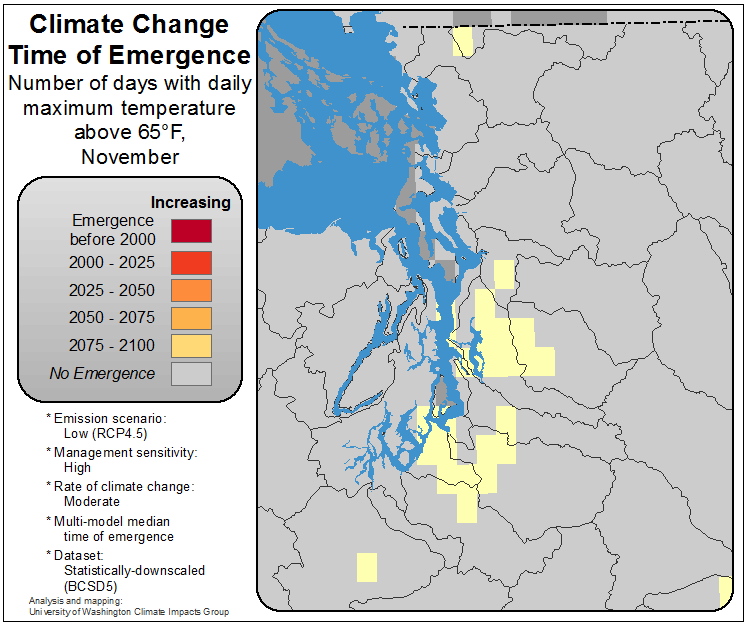 Climate Change
Time of Emergence
Number of days with daily
maximum temperature
above 65°F,
November
Increasing
Emergence
before 2000
2000 - 2025
2025 - 2050
2050 - 2075
2075 - 2100
No Emergence
* Emission scenario:
Low (RCP4.5)
* Management sensitivity:
High
* Rate of climate change:
Moderate
* Multi-model median
time of emergence
* Dataset:
Statistically-downscaled
(BCSD5)
Analysis and mapping:
University of Washington Climate Impacts Group